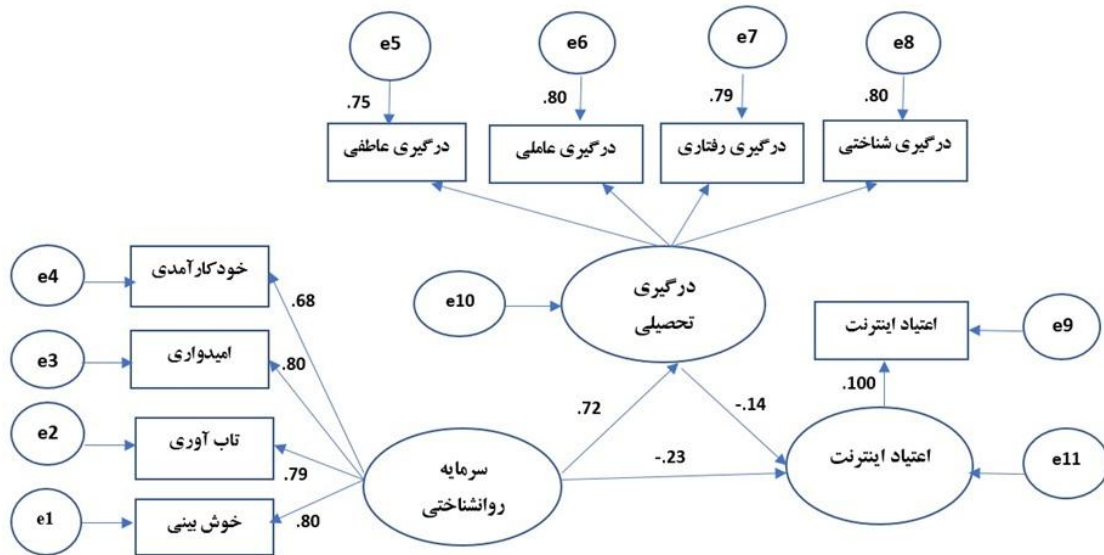 e5
e6
e7
e8
.75
.80
.79
.80
درگیری عاطفی
درگیری عاملی
درگیری رفتاری
درگیری شناختی
e4
خودکارآمدی
.68
e10
درگیری
تحصیلی
e3
امیدواری
.80
اعتیاد اینترنت
e9
.100
e2
تاب آوری
.79
.72
-.14
سرمایه
روانشناختی
-.23
اعتیاد اینترنت
e11
e1
خوش بینی
.80